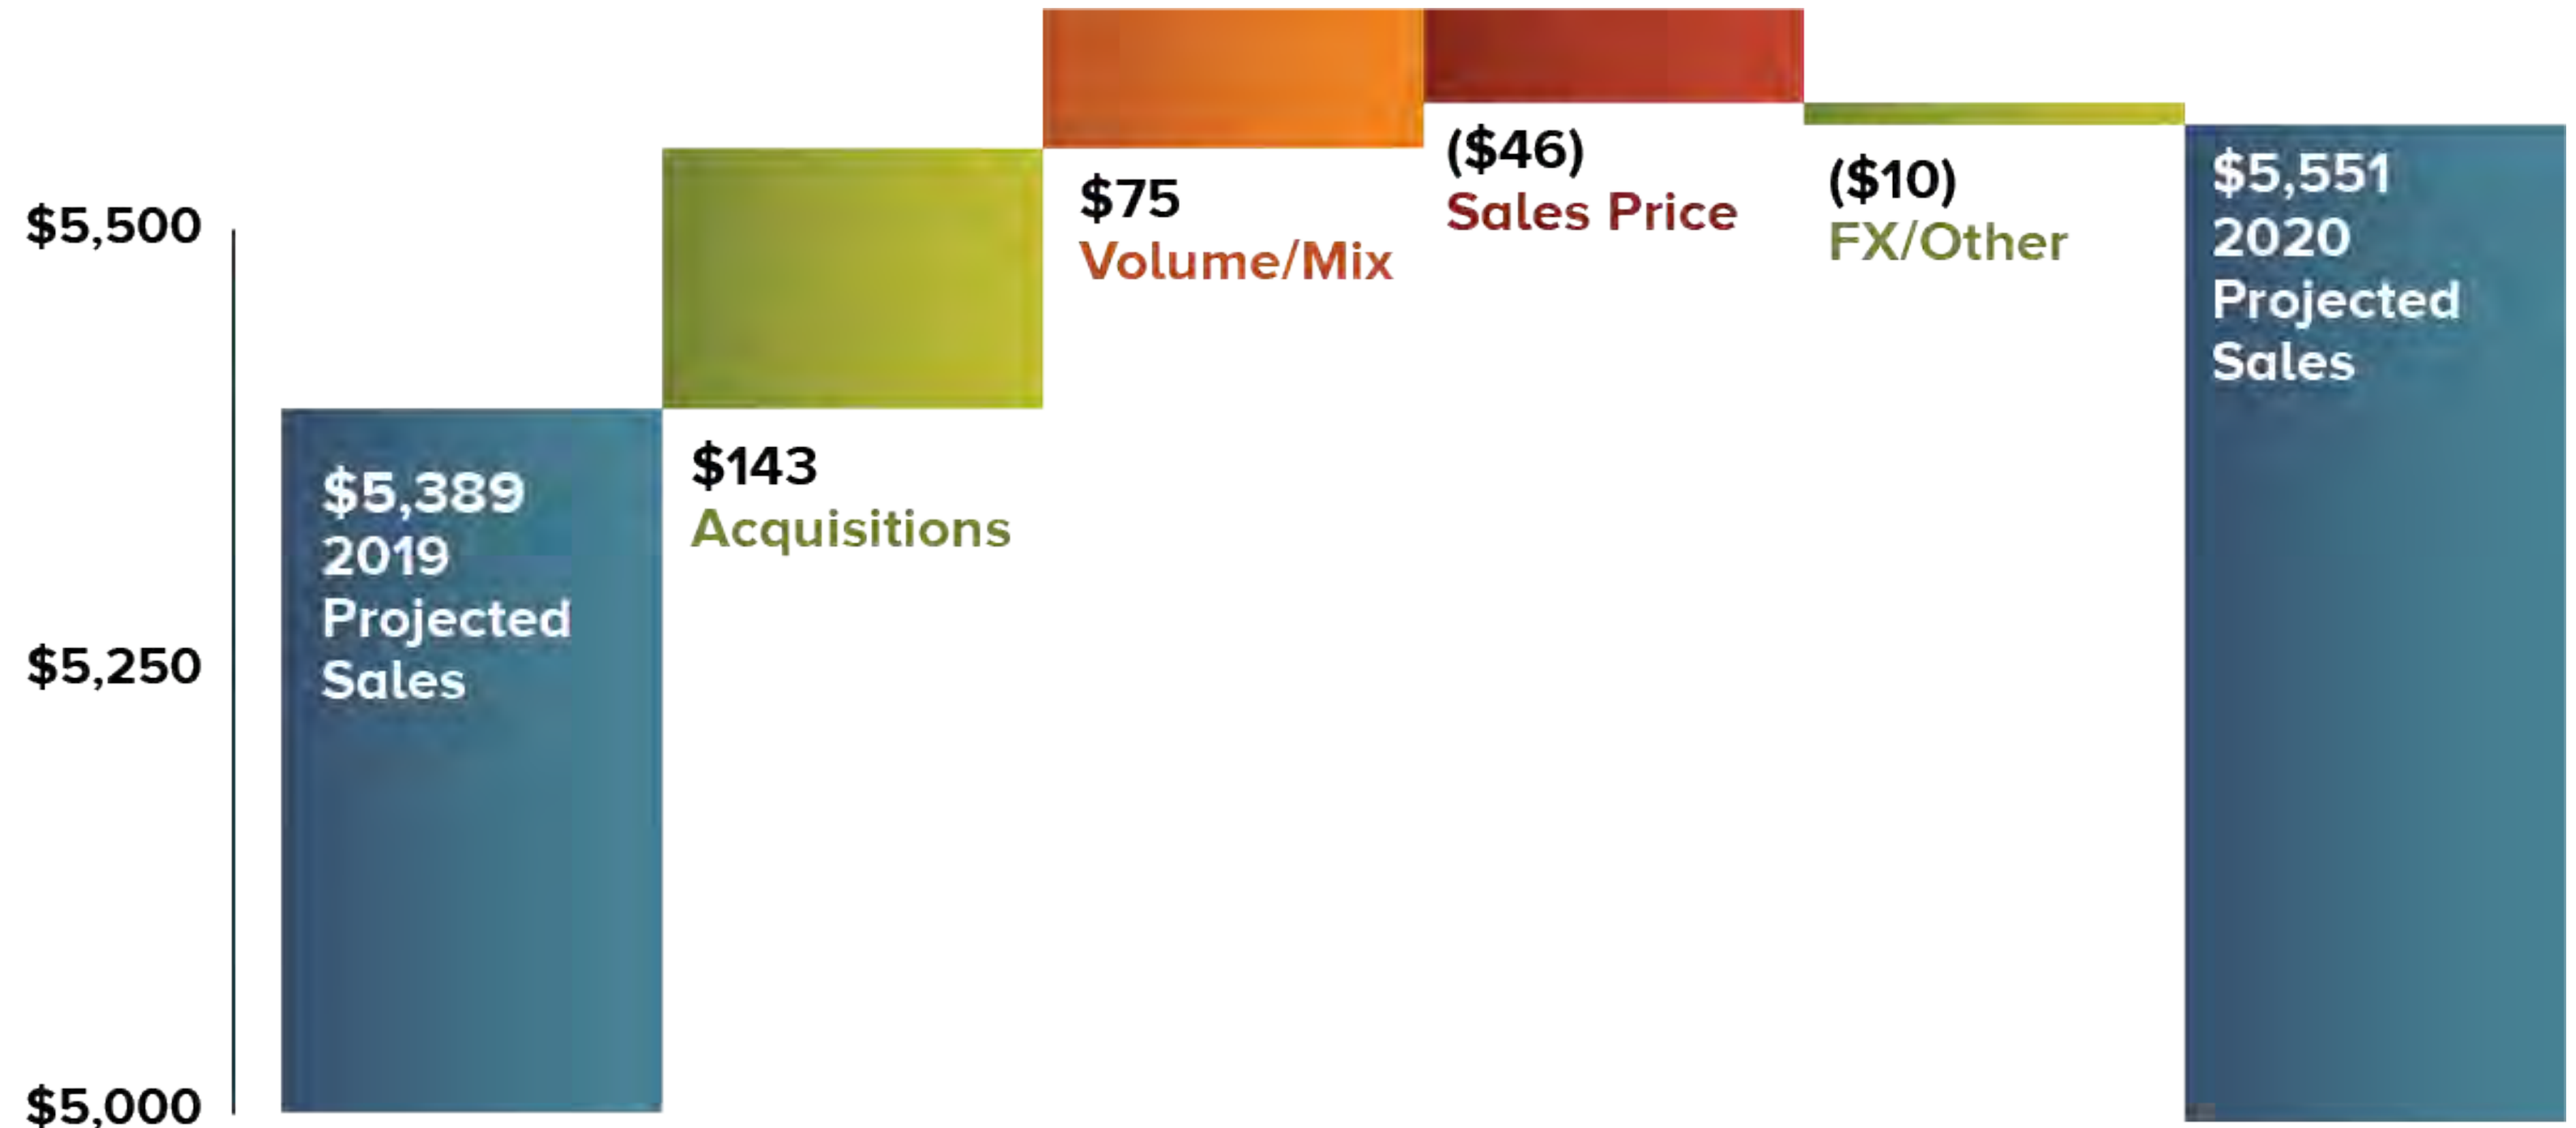 $5,500
$5,250
$5,000
$5,389
2019
Projected
Sales
$143
Acquisitions
$75
Volume/Mix
($46)
Sales Price
($10)
FX/Other
$5,551
2020
Projected
Sales